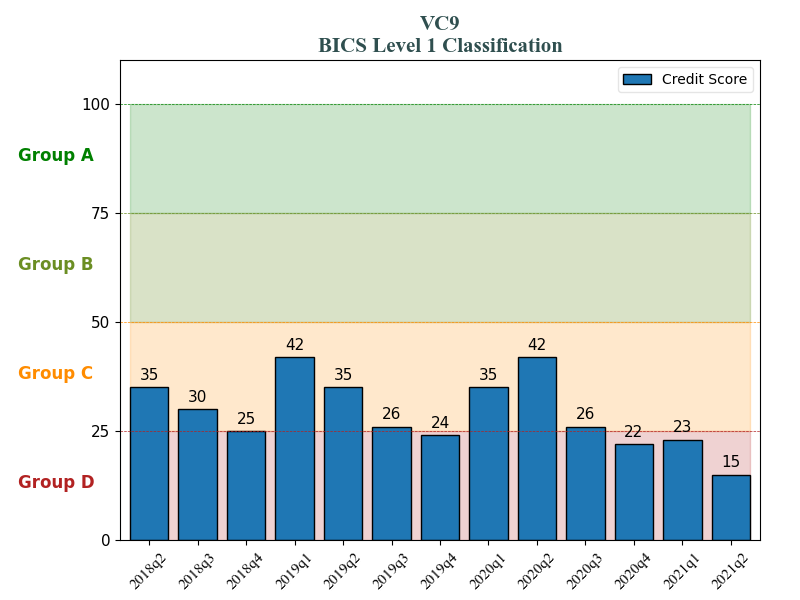 VC9
BICS Level 1 Classification
Credit Score
100
Group A
75
Group B
50
42 42
35 35 35
Group C
30
26 26
25 24 22 23
25
15
Group D
0
2018q2 2018q3 2018q4 2019q1 2019q2 2019q3 2019q4 2020q1 2020q2 2020q3 2020q4 2021q1 2021q2